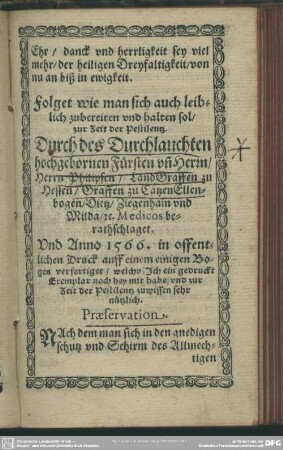 Ehr / danck vnd herrligkeit sey viel
mehr / der heiligen Dreyfaltigkeit / von
nu an biß in ewigkeit.
Folget wie man sich auch leib-
lich zubereiten vnd halten sol /
zur Zeit der Pestilentz.
Durch des Durchlauchten
hochgebornen Fürsten vñ Herrn /
Herrn Philipsen / LandGraffen zu
Hessen / Graffen zu CatzenEllen-
bogen / Dietz / Ziegenhain vnd
Nidda / ꝛc. Medicos be-
rathschlaget.
Vnd Anno 1566. in offent-
lichen Druck auff einem einigen Bo-
gen verfertiget / welchs / Ich ein gedruckt
Exemplar noch bey mir habe / vnd zur
Zeit der Pestilentz zuwissen sehr
nützlich.
Præservation.
NAch dem man sich in den gnedigen
schutz vnd Schirm des Allmech-
tigen
DFG